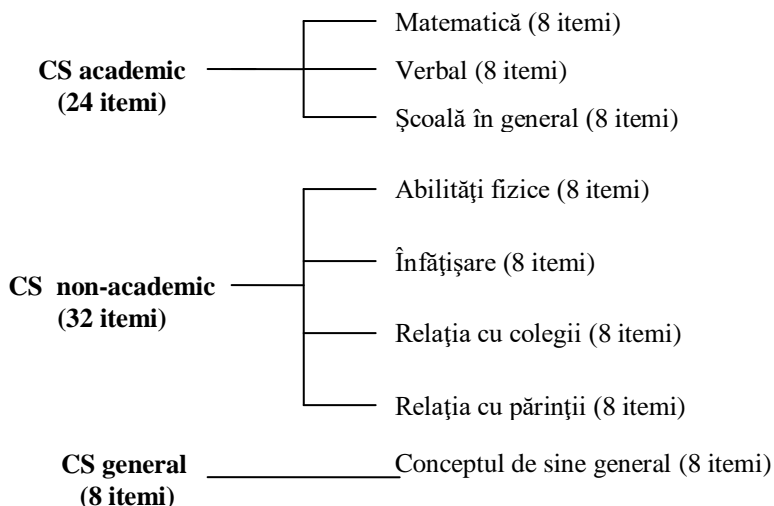 CS academic
(24 itemi)
Matematică (8 itemi)
Verbal (8 itemi)
Şcoală în general (8 itemi)
CS non-academic
(32 itemi)
Abilităţi fizice (8 itemi)
Înfăţişare (8 itemi)
Relaţia cu colegii (8 itemi)
Relaţia cu părinţii (8 itemi)
CS general
(8 itemi)
Conceptul de sine general (8 itemi)